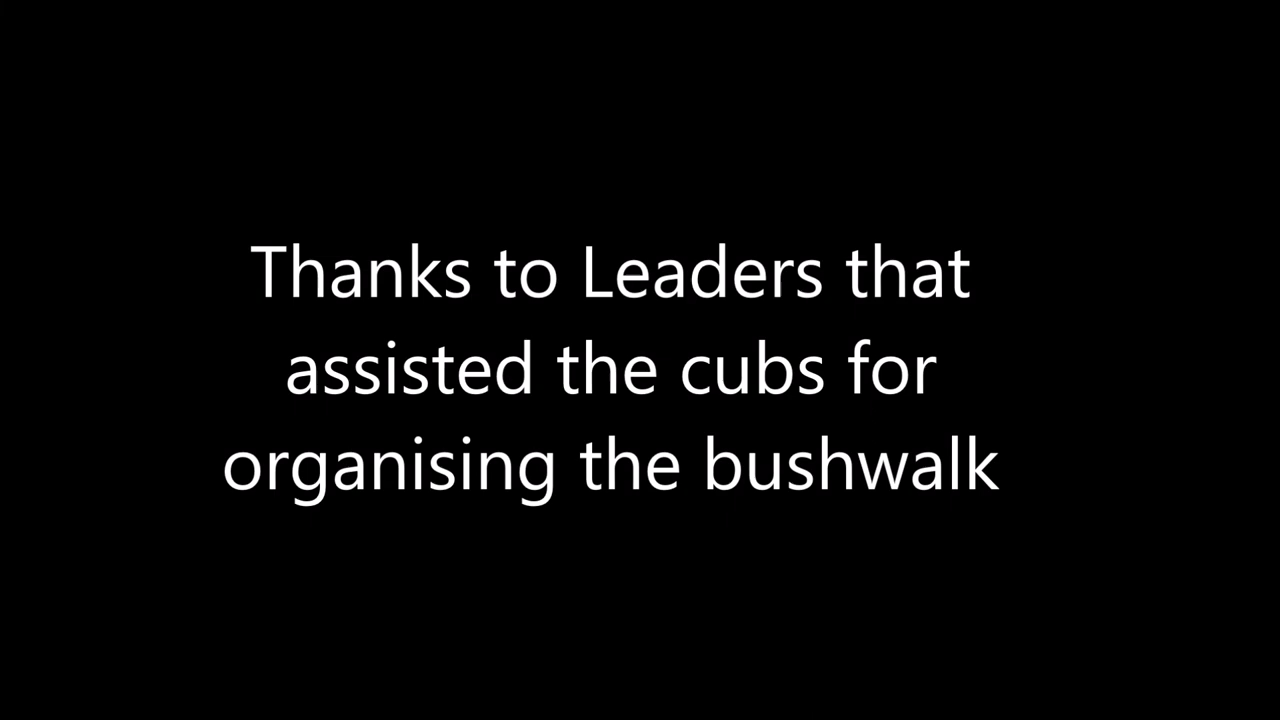 Thanks to Leaders that
assisted the cubs for
organising the bushwalk